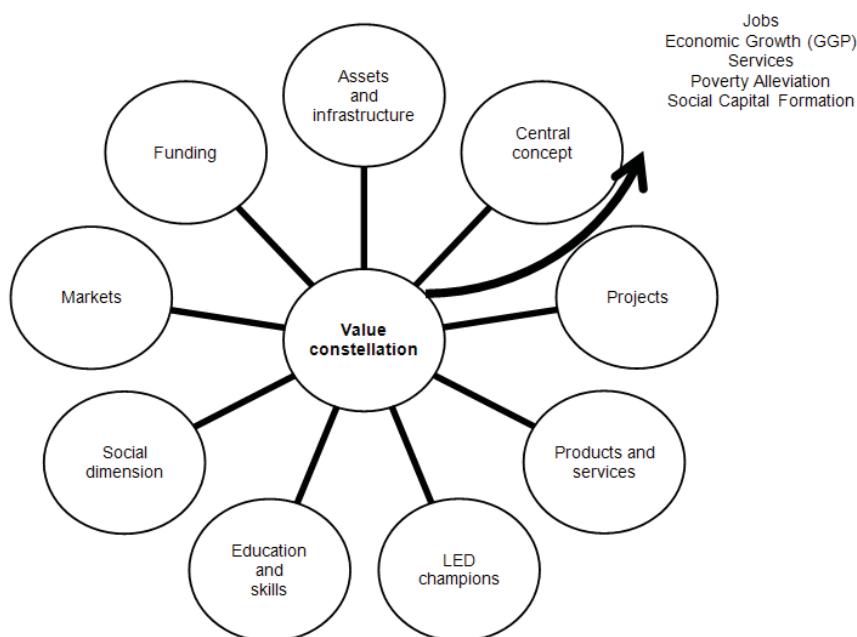 Jobs
Economic Growth (GGP)
Services
Poverty Alleviation
Social Capital Formation
Assets
and
infrastructure
Central
concept
Funding
Markets
Projects
Value
constellation
Social
dimension
Products and
services
Education
and
skills
LED
champions